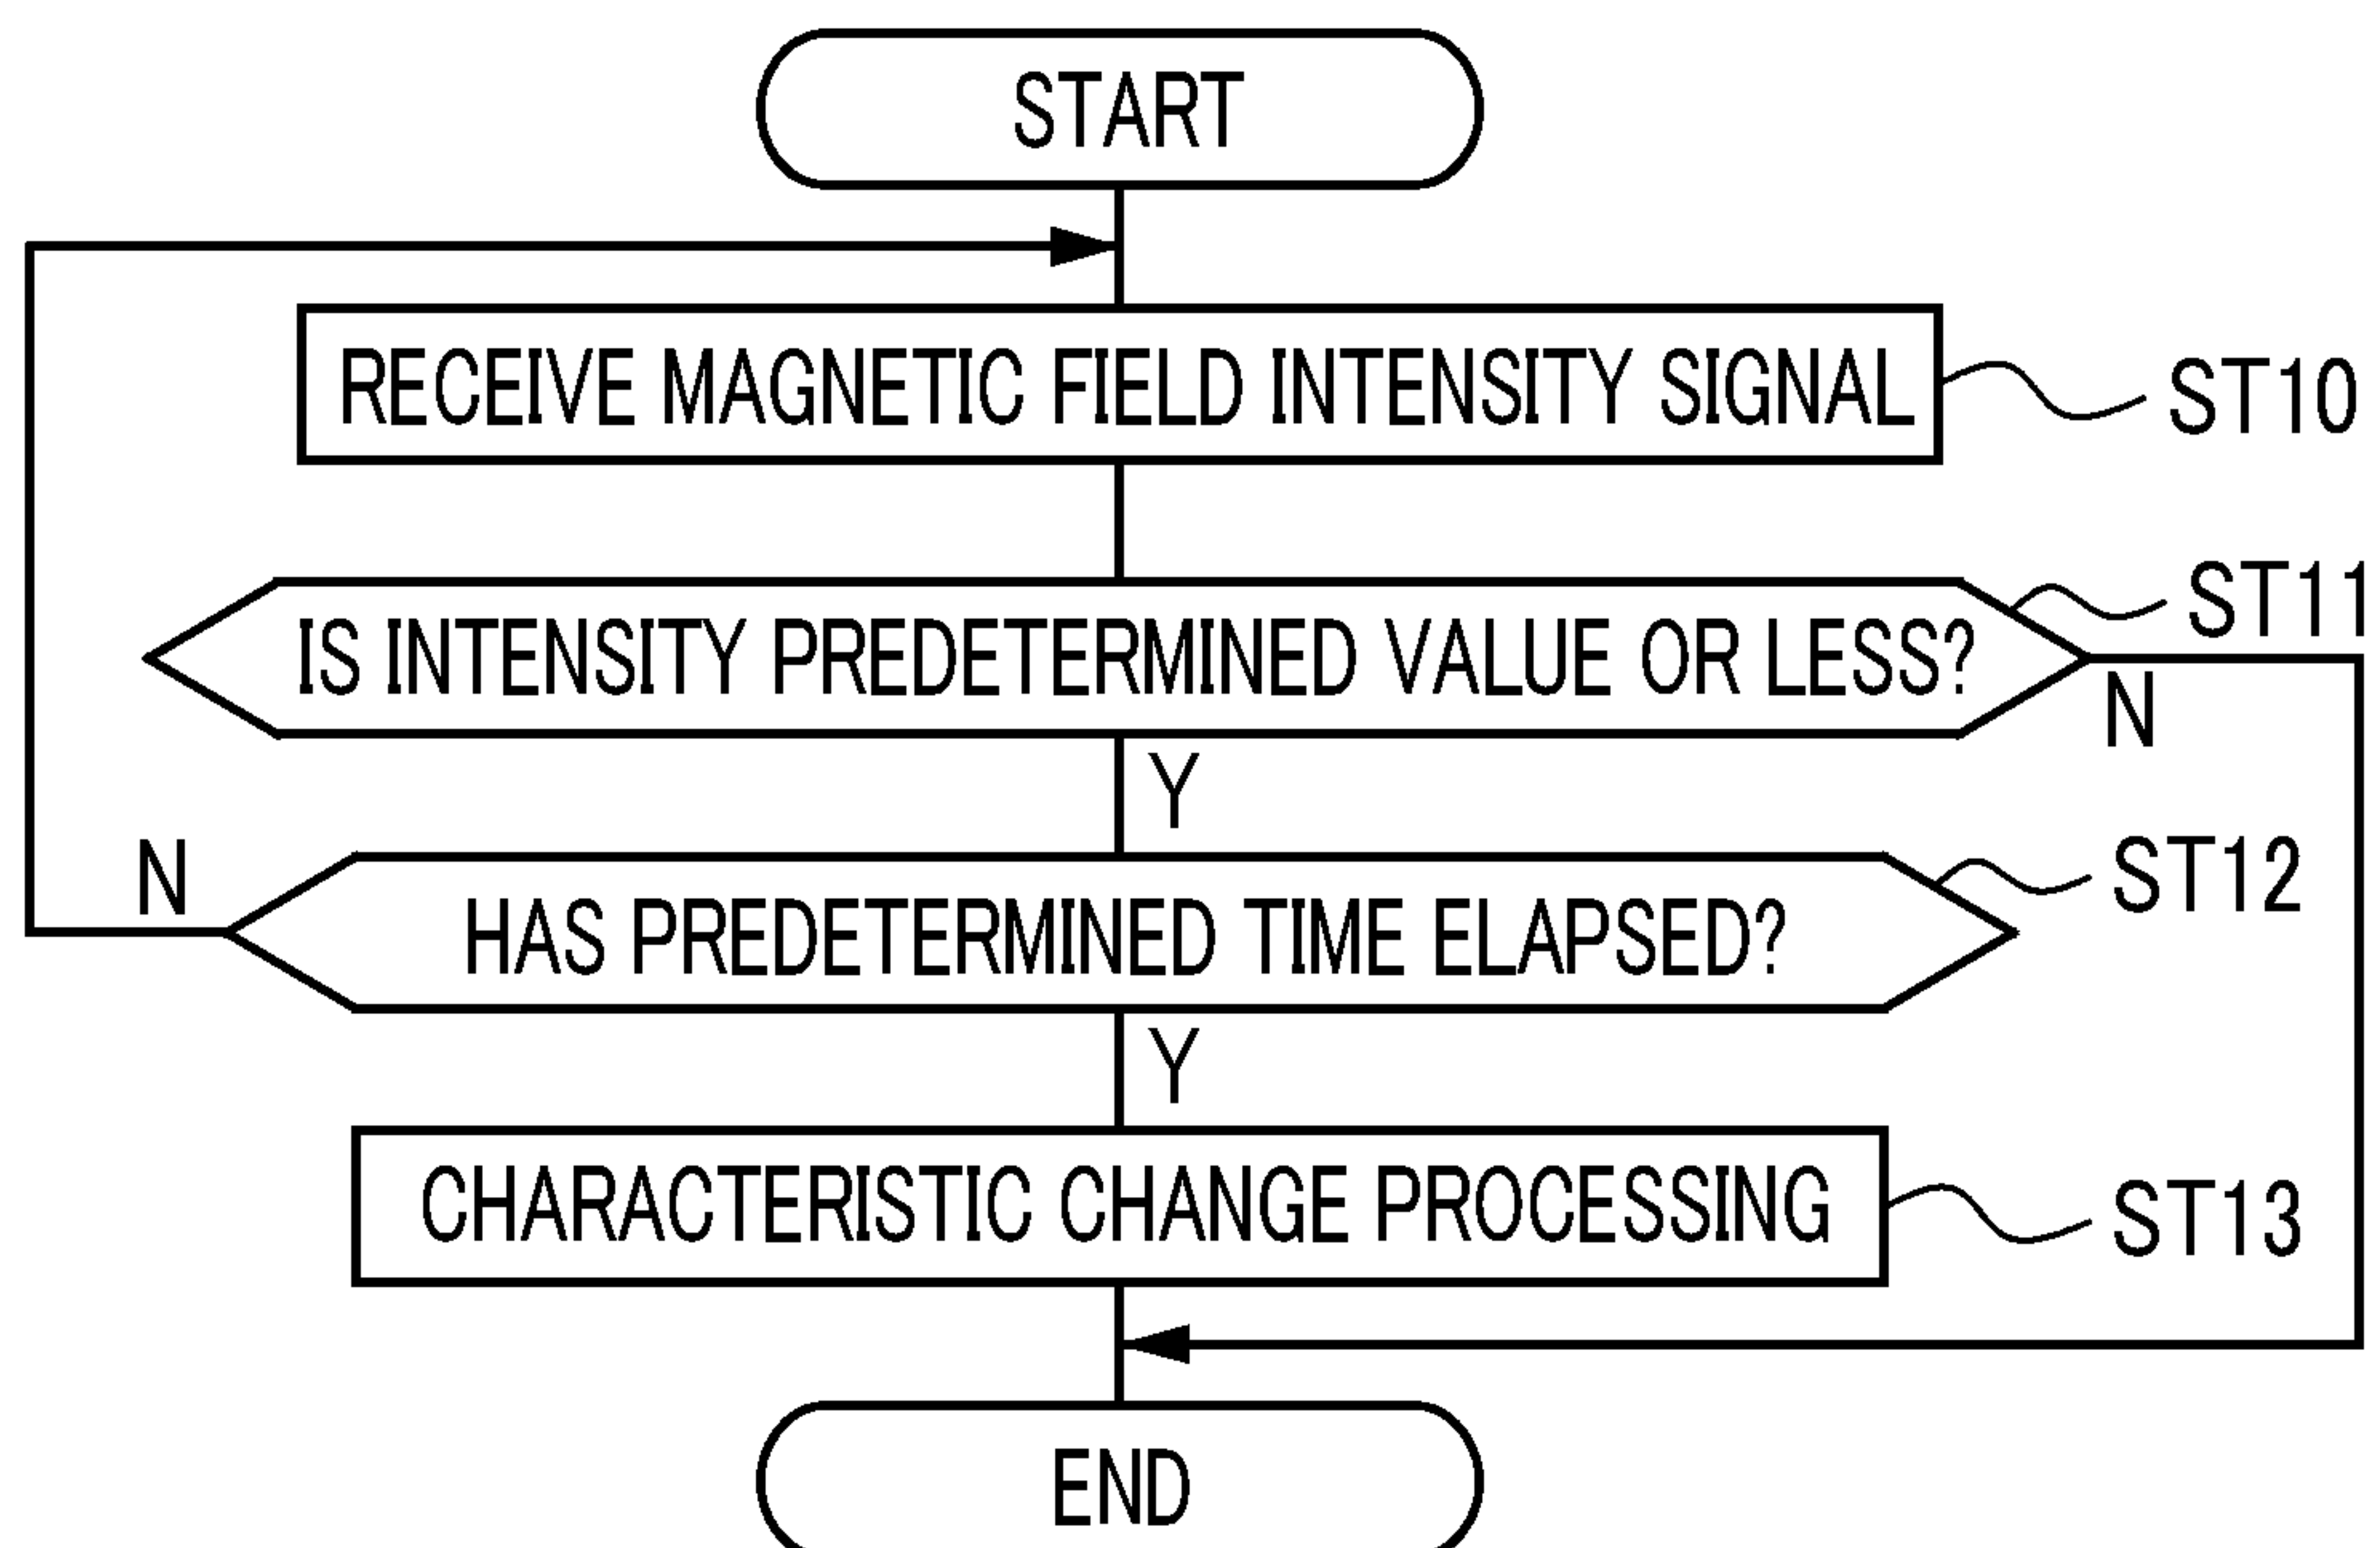 START
RECEIVE MAGNETIC FIELD INTENSITY SIGNAL
ST10
IS INTENSITY PREDETERMINED VALUE OR LESS?
ST11
N
Y
N
HAS PREDETERMINED TIME ELAPSED?
ST12
Y
CHARACTERISTIC CHANGE PROCESSING
ST13
END